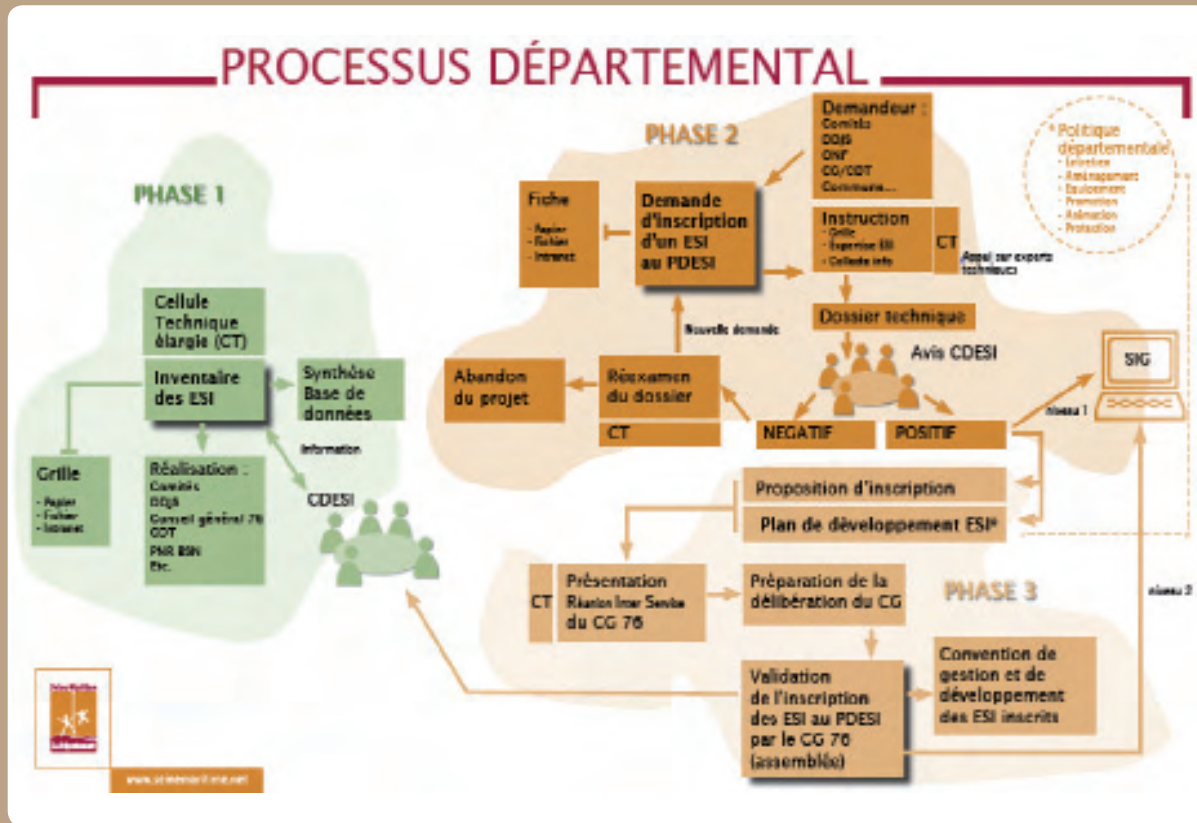 PROCESSUS DÉPARTEMENTAL
PHASE 1
Cellule
Technique
élargie (CT)
Inventaire
des ESI
Synthèse
Base de
données
Information
CDESI
Grille
- Papier
- Fichier
- Intranet
Réalisation :
Comités
DDJS
Conseil général 76
CDT
PNR BSN
Etc.
PHASE 2
Demandeur :
Comités
DDJS
ONF
CG/CDT
Commune...
Fiche
- Papier
- Fichier
- Intranet
Demande
d'inscription
d'un ESI
au PDESI
Instruction
- Grille
- Expertise ESI
- Collecte info
CT
Appel sur experts
techniques
Dossier technique
Avis CDESI
Nouvelle demande
Abandon
du projet
Réexamen
du dossier
CT
NEGATIF
POSITIF
niveau 1
SIG
* Politique
départementale
- Entretien
- Aménagement
- Equipement
- Promotion
- Animation
- Protection
Proposition d'inscription
Plan de développement ESI*
PHASE 3
CT
Présentation
Réunion Inter Service
du CG 76
Préparation de la
délibération du CG
niveau 2
Validation
de l'inscription
des ESI au PDESI
par le CG 76
(assemblée)
Convention de
gestion et de
développement
des ESI inscrits
www.seinemaritime.net